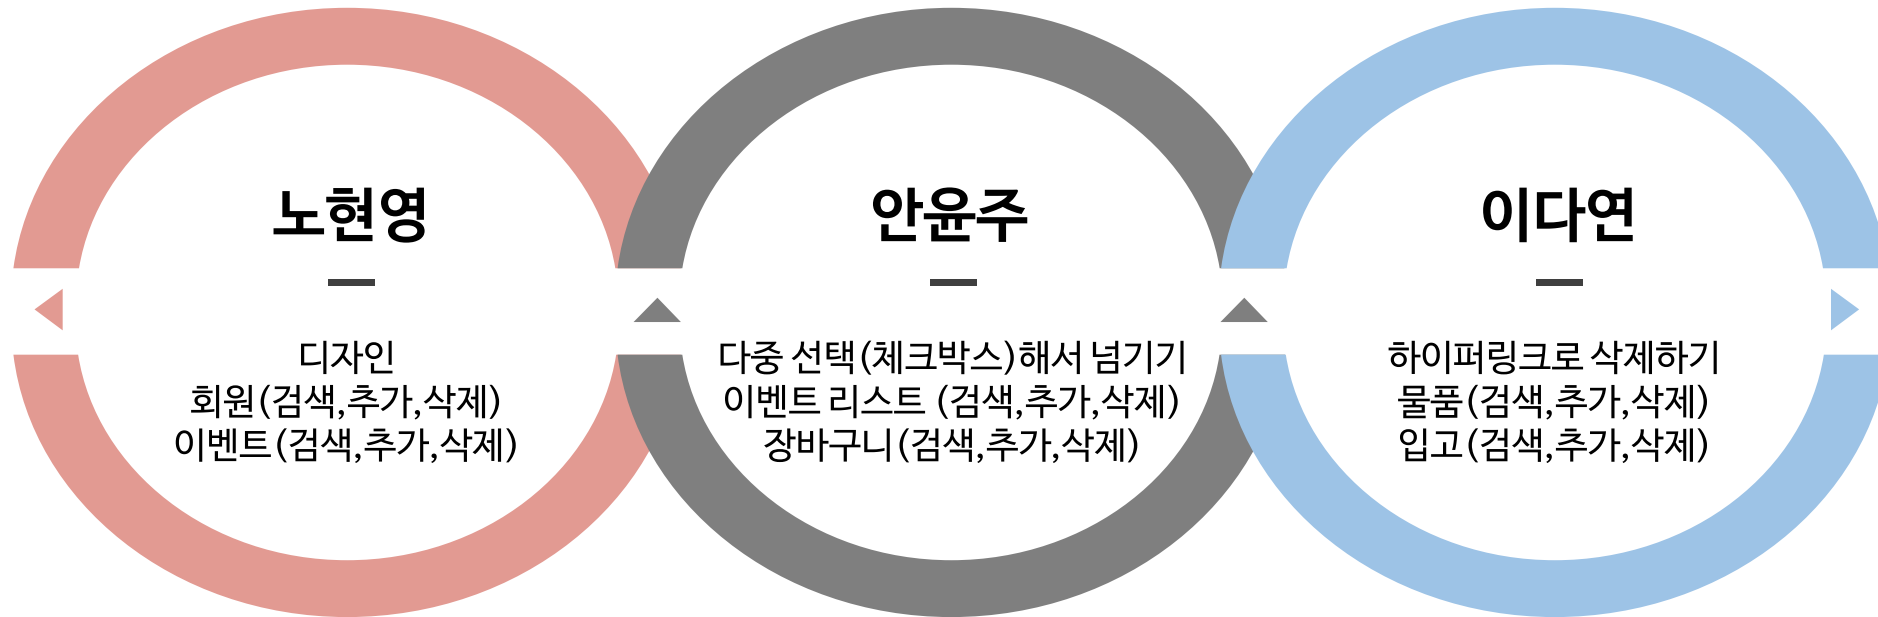 노현영
디자인
회원(검색,추가,삭제)
이벤트(검색,추가,삭제)
안윤주
다중 선택(체크박스)해서 넘기기
이벤트 리스트 (검색,추가,삭제)
장바구니(검색,추가,삭제)
이다연
하이퍼링크로 삭제하기
물품(검색,추가,삭제)
입고(검색,추가,삭제)